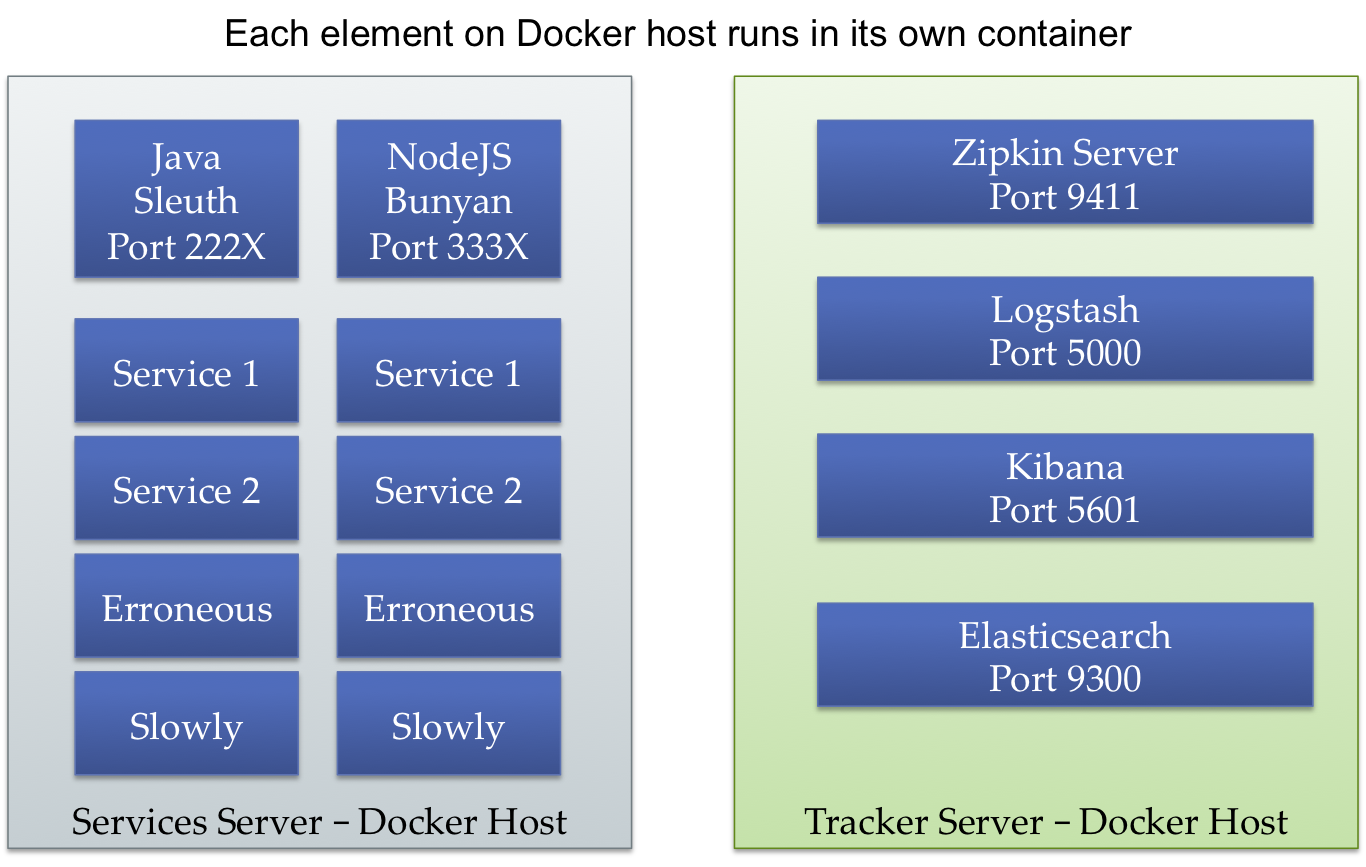 Each element on Docker host runs in its own container
Java
Sleuth
Port 222X
NodeJS
Bunyan
Port 333X
Service 1
Service 1
Service 2
Service 2
Erroneous
Erroneous
Slowly
Slowly
Services Server – Docker Host
Zipkin Server
Port 9411
Logstash
Port 5000
Kibana
Port 5601
Elasticsearch
Port 9300
Tracker Server – Docker Host